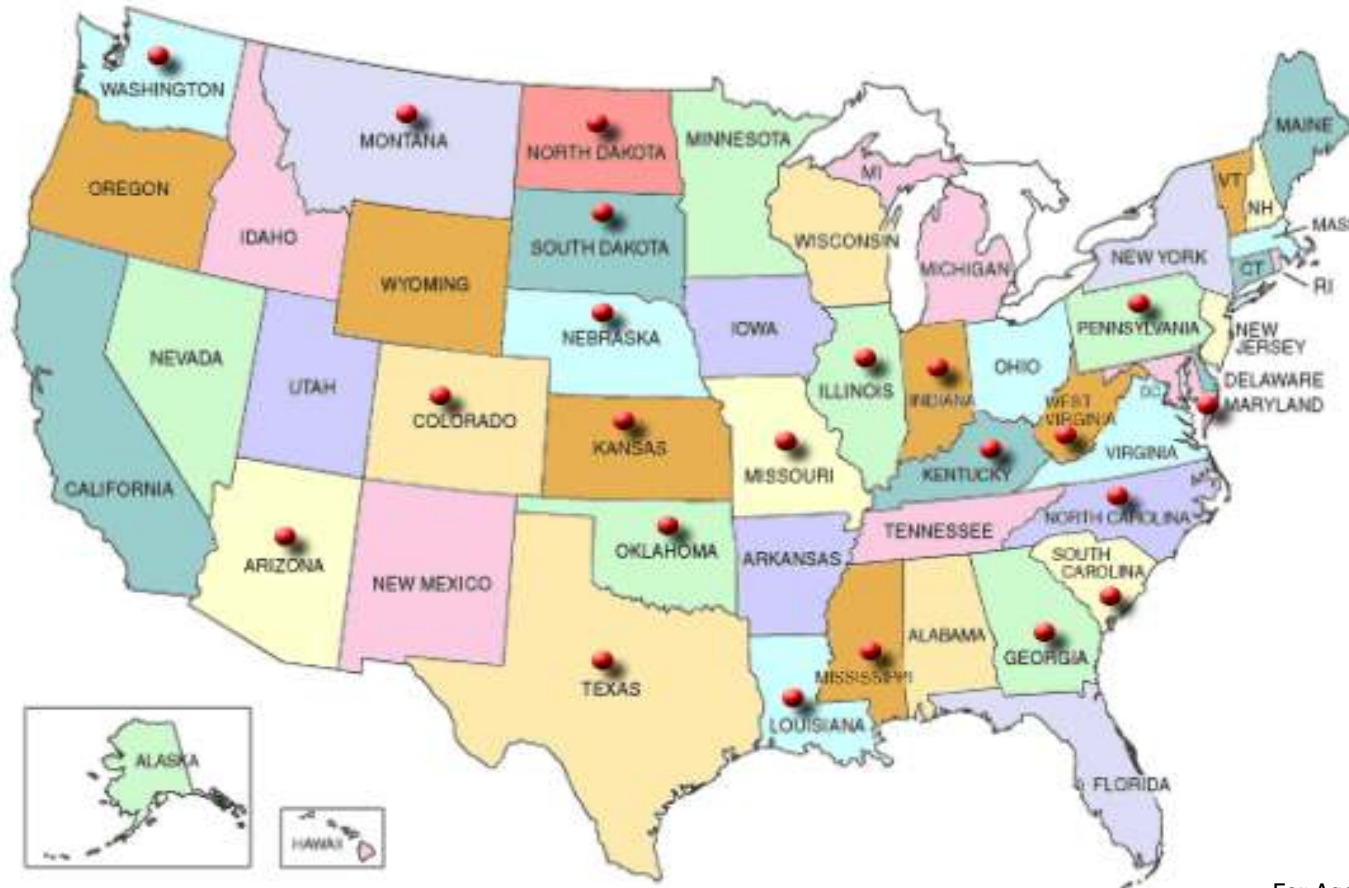 WASHINGTON
MONTANA
NORTH DAKOTA
MINNESOTA
MAINE
OREGON
IDAHO
SOUTH DAKOTA
WISCONSIN
MI
MICHIGAN
VT
NH
MASS
NEW YORK
CT
RI
WYOMING
NEBRASKA
IOWA
PENNSYLVANIA
NEW
JERSEY
NEVADA
UTAH
COLORADO
KANSAS
ILLINOIS
INDIANA
OHIO
DELAWARE
MARYLAND
DC
WEST
VIRGINIA
VIRGINIA
CALIFORNIA
MISSOURI
KENTUCKY
ARIZONA
NEW MEXICO
OKLAHOMA
ARKANSAS
TENNESSEE
NORTH CAROLINA
SOUTH
CAROLINA
TEXAS
LOUISIANA
MISSISSIPPI
ALABAMA
GEORGIA
FLORIDA
ALASKA
HAWAII